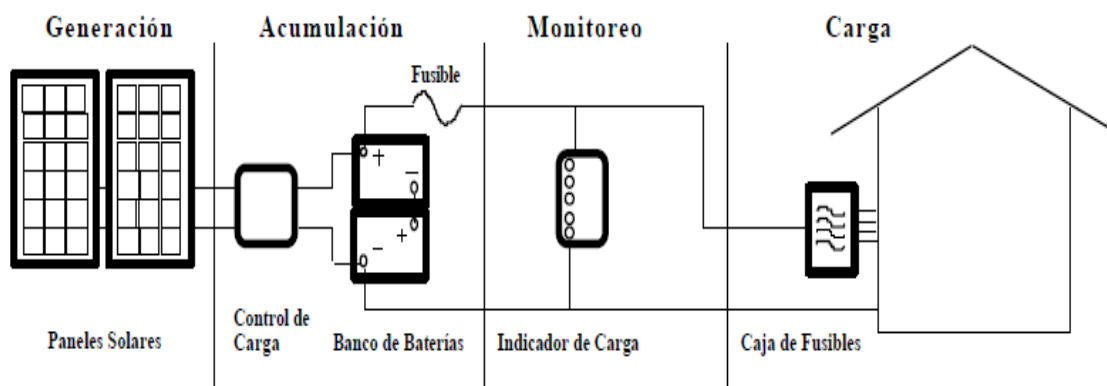 Generación
Acumulación
Monitoreo
Carga
Fusible
+
-
+
-
Paneles Solares
Control de
Carga
Banco de Baterías
Indicador de Carga
Caja de Fusibles